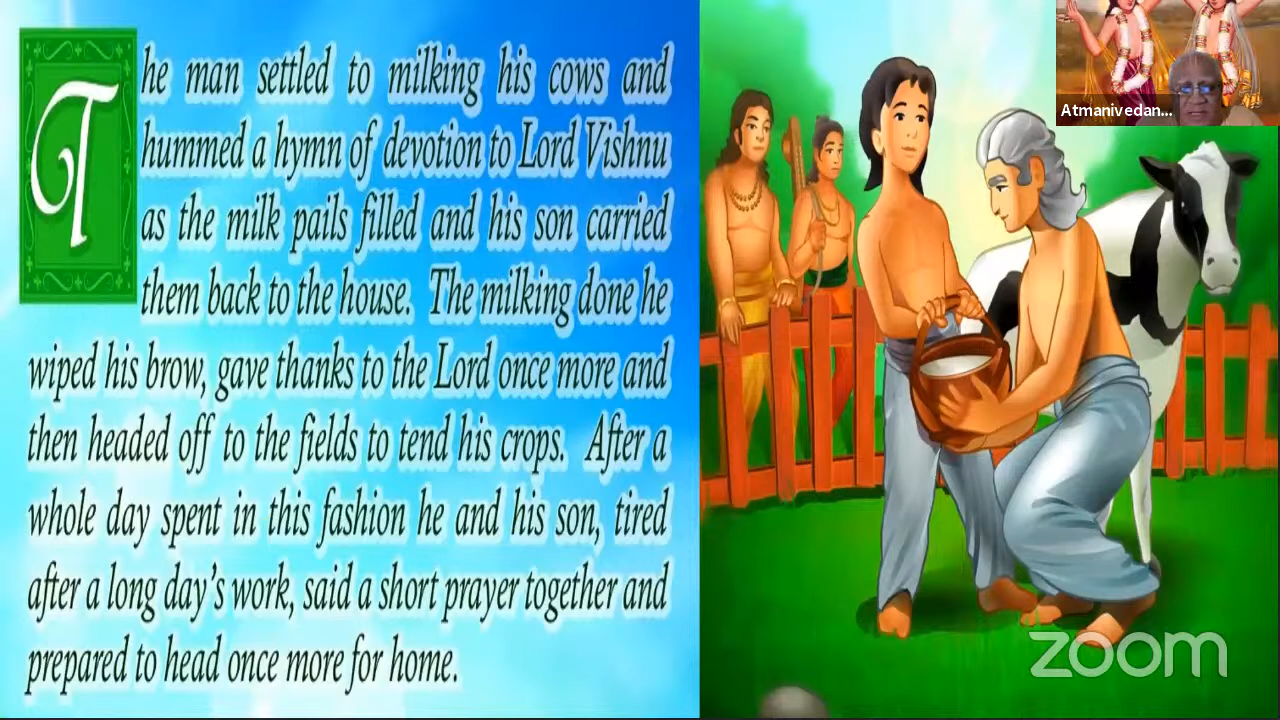 The man settled to milking his cows and
hummed a hymn of devotion to Lord Vishnu
as the milk pails filled and his son carried
them back to the house. The milking done he
wiped his brow, gave thanks to the Lord once more and
then headed off to the fields to tend his crops. After a
whole day spent in this fashion he and his son, tired
after a long day's work, said a short prayer together and
prepared to head once more for home.
Atmanivedan...
zoom